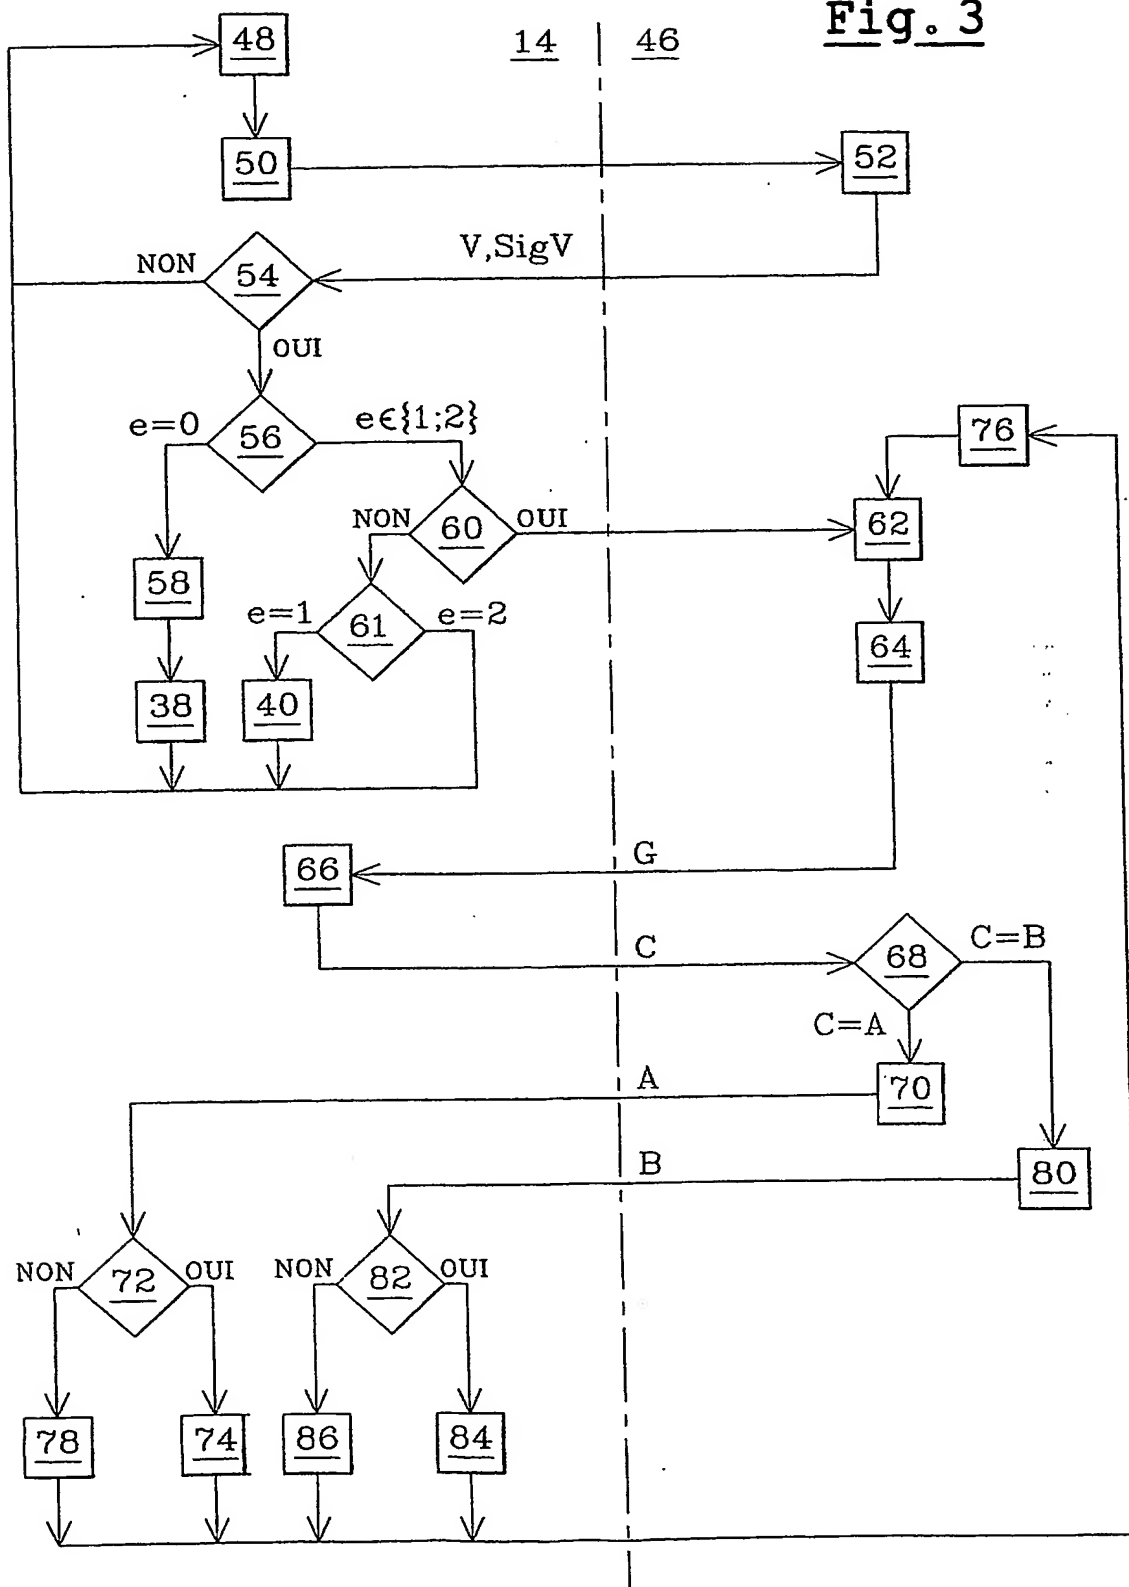 Fig. 3
48
14
46
50
52
V,SigV
NON
54
OUI
e=0
56
e∈{1;2}
76
NON
60
OUI
62
58
e=1
61
e=2
64
38
40
66
G
C
68
C=B
C=A
70
A
B
80
NON
72
OUI
NON
82
OUI
78
74
86
84